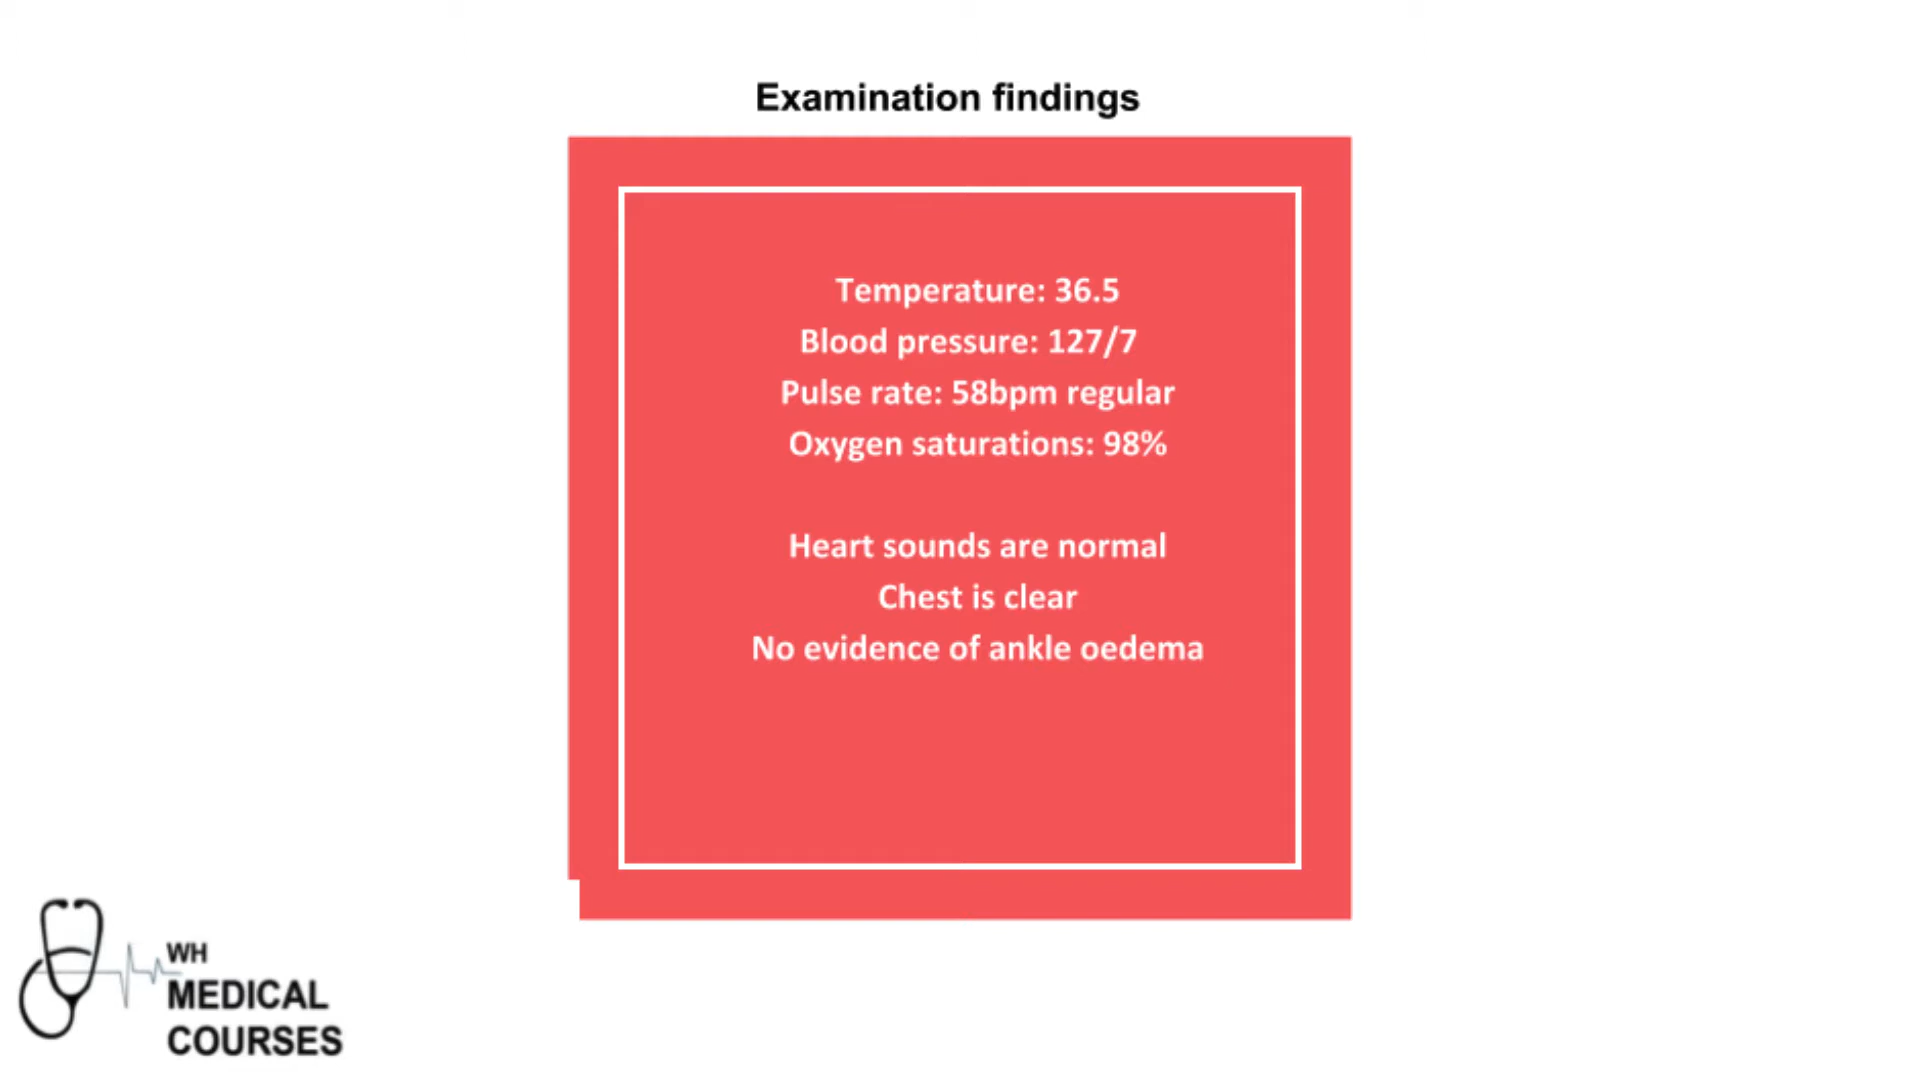 Examination findings
Temperature: 36.5
Blood pressure: 127/7
Pulse rate: 58bpm regular
Oxygen saturations: 98%
Heart sounds are normal
Chest is clear
No evidence of ankle oedema
WH
MEDICAL
COURSES